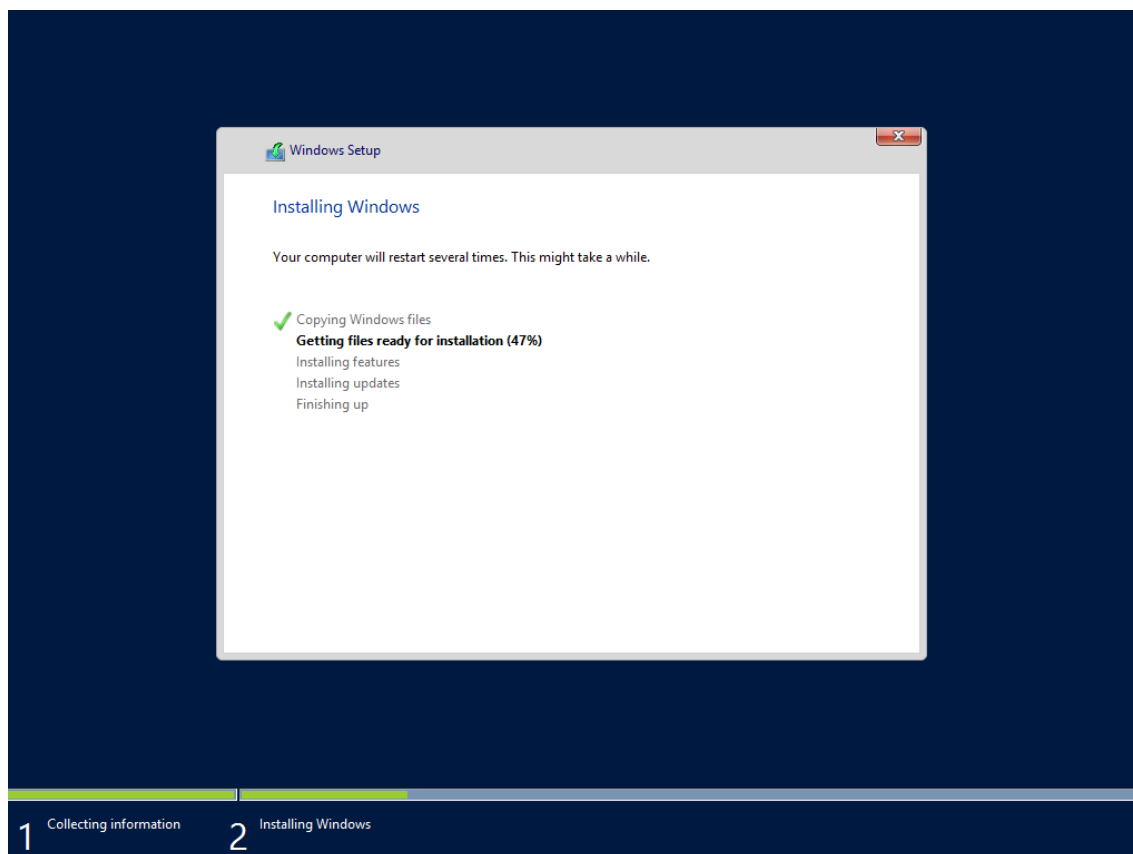 Windows Setup
Installing Windows
Your computer will restart several times. This might take a while.
Copying Windows files
Getting files ready for installation (47%)
Installing features
Installing updates
Finishing up
1 Collecting information 2 Installing Windows